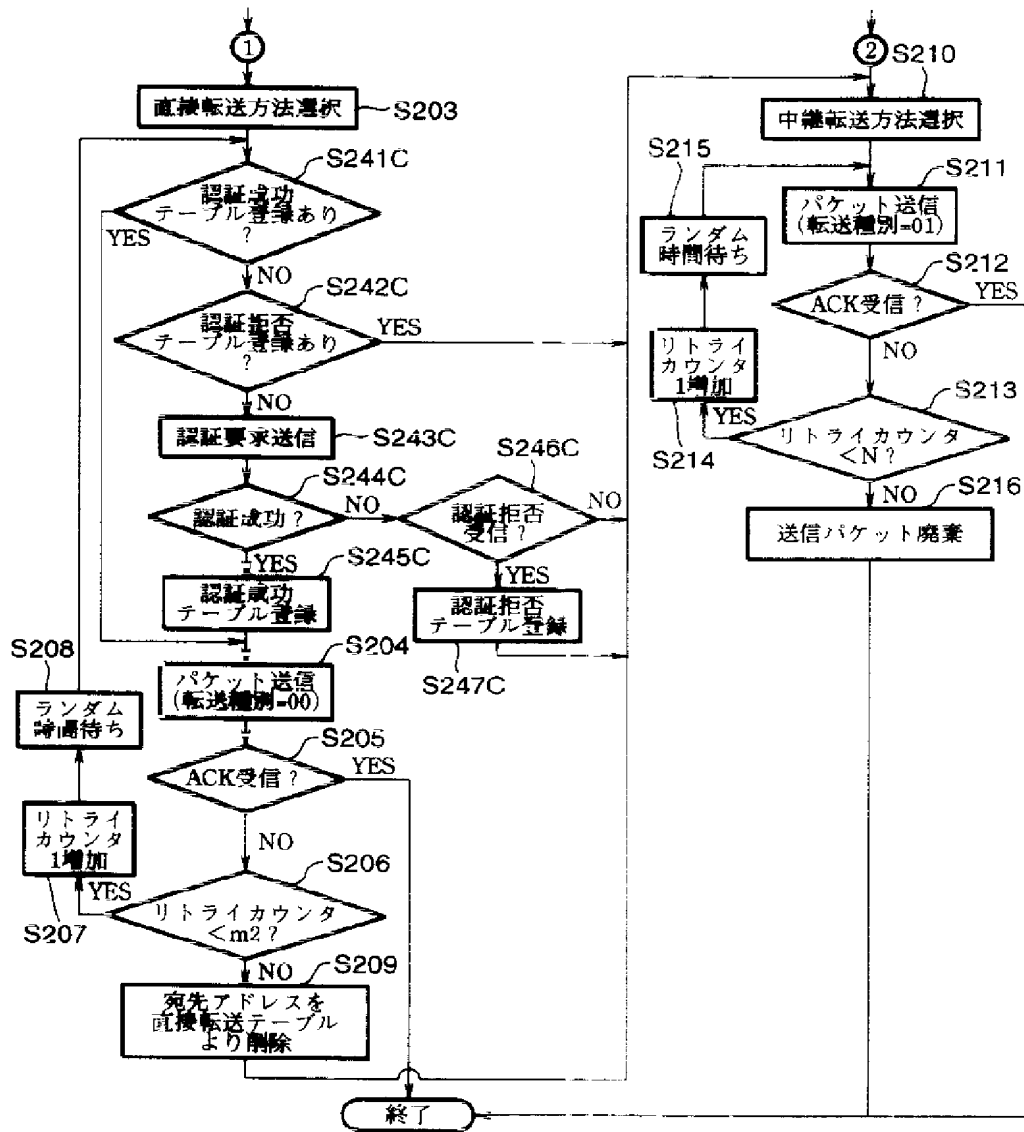 ①
直接転送方法選択
S203
S241C
認証成功
テーブル登録あり
?
YES
NO
S242C
認証拒否
テーブル登録あり
?
YES
NO
認証要求送信
S243C
S244C
認証成功?
NO
YES
S246C
認証拒否
受信?
NO
YES
S245C
認証成功
テーブル登録
認証拒否
テーブル登録
S247C
S204
パケット送信
(転送種別=00)
S208
ランダム
時間待ち
S205
ACK受信?
YES
NO
リトライ
カウンタ
1増加
S207
YES
S206
リトライカウンタ
<m2?
NO
S209
宛先アドレスを
直接転送テーブル
より削除
終了
②
S210
中継転送方法選択
S215
ランダム
時間待ち
S211
パケット送信
(転送種別=01)
S212
ACK受信?
YES
NO
リトライ
カウンタ
1増加
S214
YES
S213
リトライカウンタ
<N?
NO
S216
送信パケット廃棄